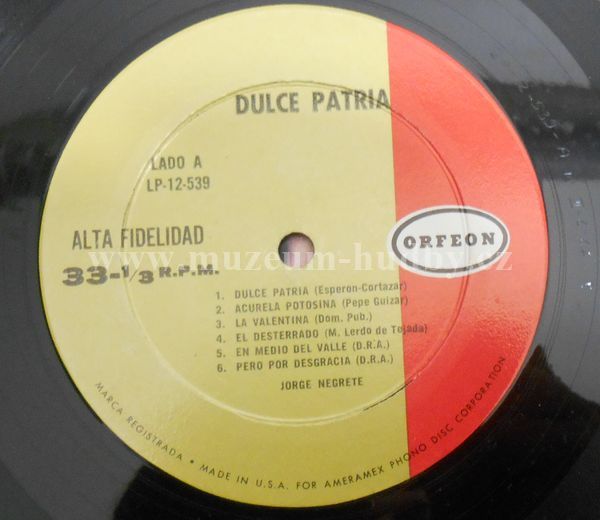 DULCE PATRIA
LADO A
LP-12-539
ALTA FIDELIDAD
33-1/3 R.P.M.
ORFEON
www.muzeum-hudby.cz
1. DULCE PATRIA (Esperon-Cortazar)
2. ACURELA POTOSINA (Pepe Guizar)
3. LA VALENTINA (Dom. Pub.)
4. EL DESTERRADO (M. Lerdo de Tejada)
5. EN MEDIO DEL VALLE (D.R.A.)
6. PERO POR DESGRACIA (D.R.A.)
JORGE NEGRETE
MARCA REGISTRADA • MADE IN U.S.A. FOR AMERAMEX PHONO DISC CORPORATION